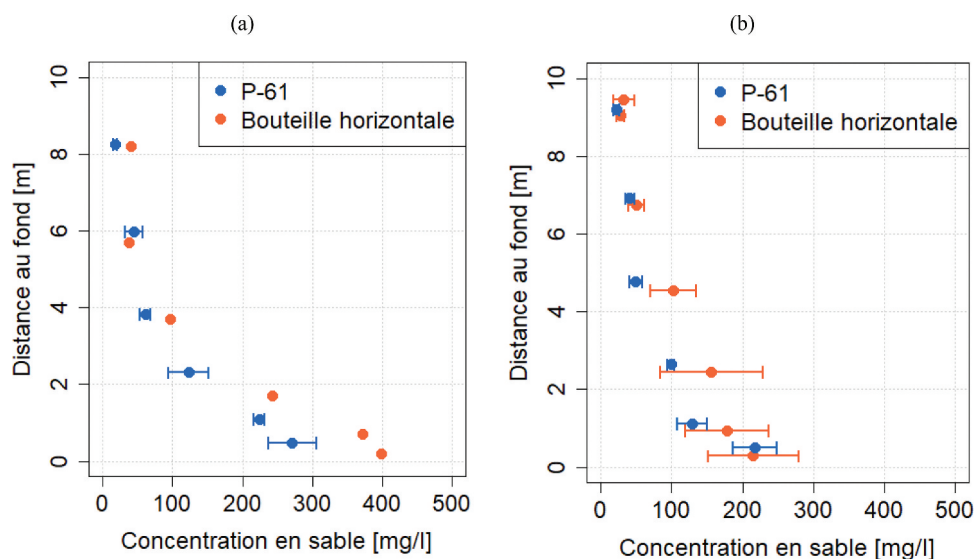 (a)
P-61
Bouteille horizontale
10
8
6
4
2
0
Distance au fond [m]
0 100 200 300 400 500
Concentration en sable [mg/l]
(b)
P-61
Bouteille horizontale
10
8
6
4
2
0
Distance au fond [m]
0 100 200 300 400 500
Concentration en sable [mg/l]